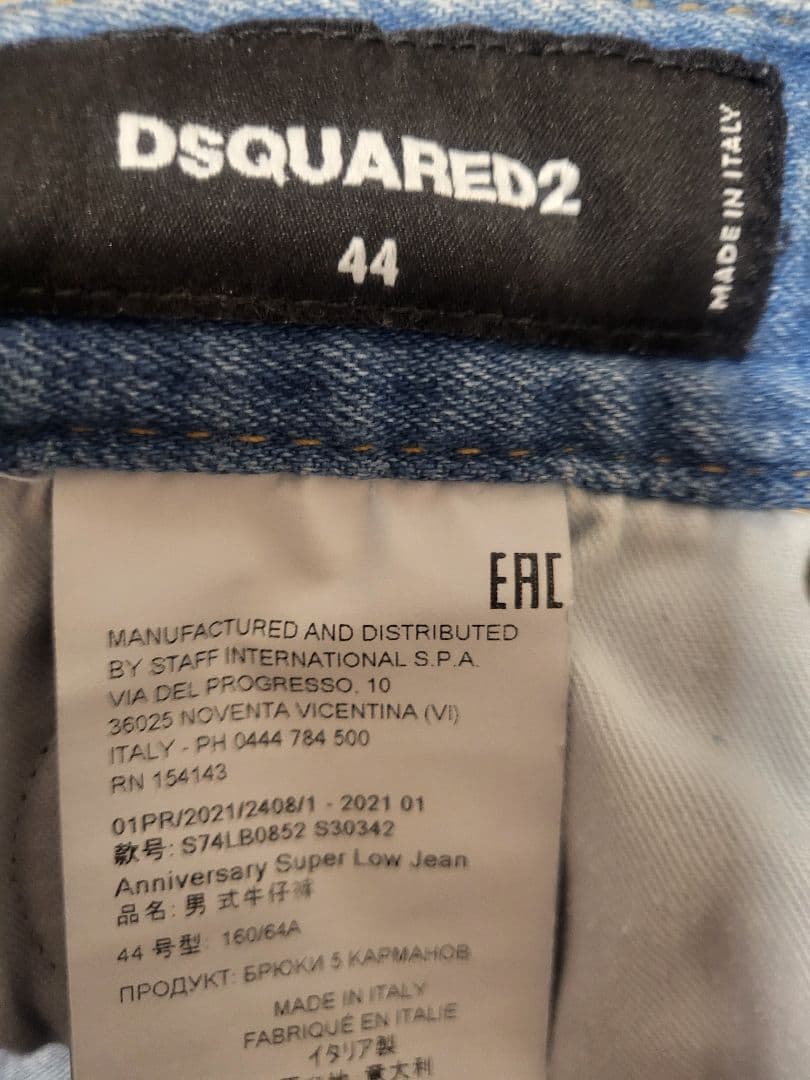 DSQUARED2
44
MADE IN ITALY
EAC
MANUFACTURED AND DISTRIBUTED
BY STAFF INTERNATIONAL S.P.A.
VIA DEL PROGRESSO, 10
36025 NOVENTA VICENTINA (VI)
ITALY - PH 0444 784 500
RN 154143
01PR/2021/2408/1 - 2021 01
款号: S74LB0852 S30342
Anniversary Super Low Jean
品名: 男 式牛仔裤
44 号型: 160/64A
ПРОДУКТ: БРЮКИ 5 КАРМАНОВ
MADE IN ITALY
FABRIQUÉ EN ITALIE
イタリア製
意大利